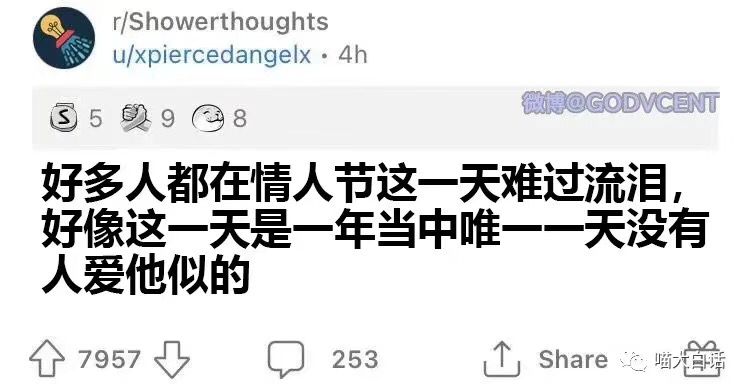 r/Showerthoughts
u/xpiercedangelx • 4h
5 9 8
微博@GODVCENT
好多人都在情人节这一天难过流泪，
好像这一天是一年当中唯一一天没有
人爱他似的
7957 253 Share
喵大白话